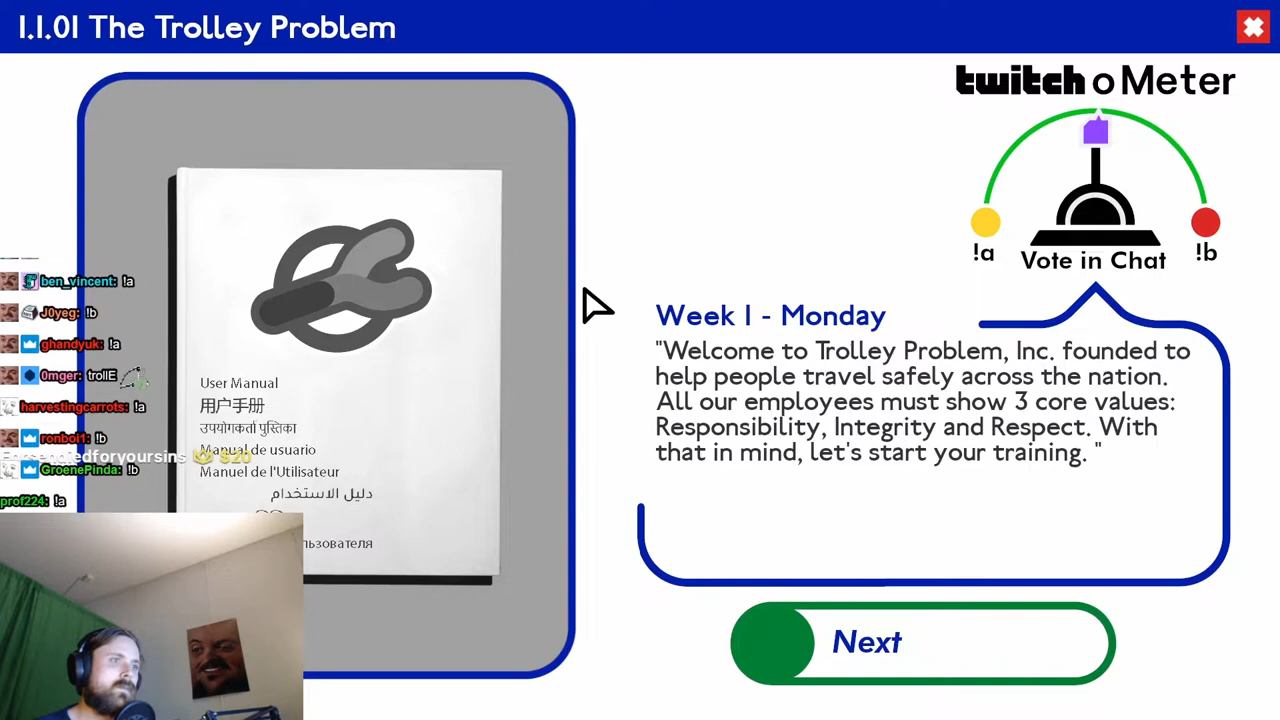 1.1.01 The Trolley Problem
twitch o Meter
!a
Vote in Chat
!b
Week 1 - Monday
"Welcome to Trolley Problem, Inc. founded to
help people travel safely across the nation.
All our employees must show 3 core values:
Responsibility, Integrity and Respect. With
that in mind, let's start your training. "
Next
User Manual
用户手册
उपयोगकर्ता पुस्तिका
Manual de usuario
Manuel de l'Utilisateur
دليل الاستخدام
ben_vincent: !a
J0yeg: !b
ghandyuk: !a
0mger: trollE
harvestingcarrots: !a
ronboi1: !b
$20
GroenePinda: !b
prof224: !a